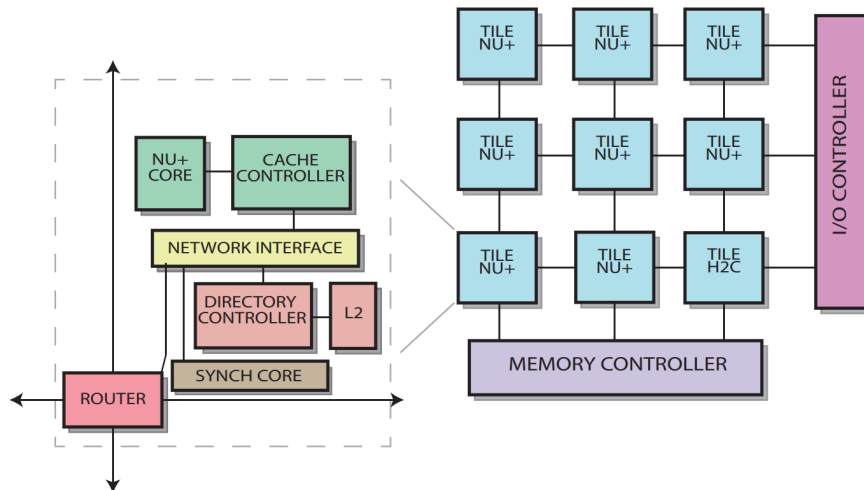 NU+
CORE
CACHE
CONTROLLER
NETWORK INTERFACE
DIRECTORY
CONTROLLER
L2
SYNCH CORE
ROUTER
TILE
NU+
TILE
NU+
TILE
NU+
TILE
NU+
TILE
NU+
TILE
NU+
TILE
NU+
TILE
NU+
TILE
H2C
I/O CONTROLLER
MEMORY CONTROLLER